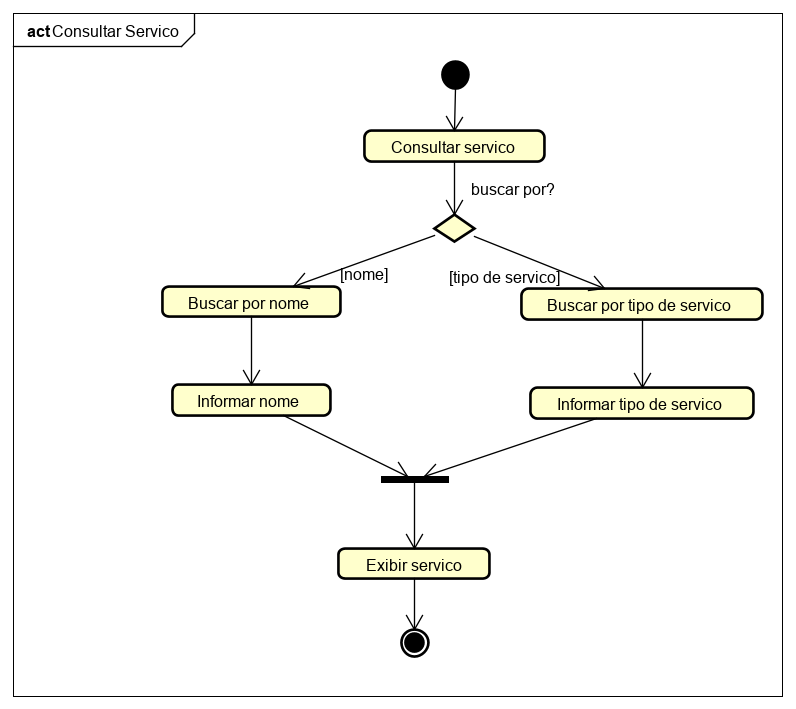 act Consultar Servico
Consultar servico
buscar por?
[nome]
[tipo de servico]
Buscar por nome
Buscar por tipo de servico
Informar nome
Informar tipo de servico
Exibir servico